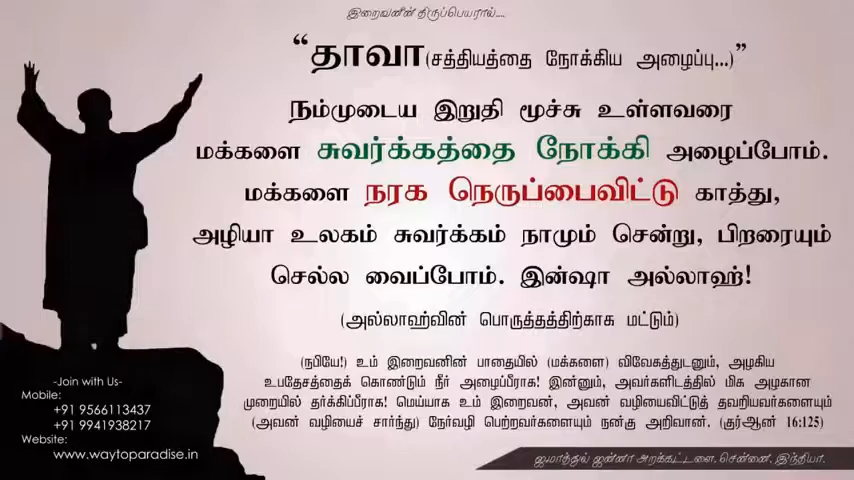 இறைவனின் திருப்பெயரால்....
“தாவா(சத்தியத்தை நோக்கிய அழைப்பு...)”
நம்முடைய இறுதி மூச்சு உள்ளவரை
மக்களை சுவர்க்கத்தை நோக்கி அழைப்போம்.
மக்களை நரக நெருப்பைவிட்டு காத்து,
அழியா உலகம் சுவர்க்கம் நாமும் சென்று, பிறரையும்
செல்ல வைப்போம். இன்ஷா அல்லாஹ்!
(அல்லாஹ்வின் பொருத்தத்திற்காக மட்டும்)
(நபியே!) உம் இறைவனின் பாதையில் (மக்களை) விவேகத்துடனும், அழகிய
உபதேசத்தைக் கொண்டும் நீர் அழைப்பீராக! இன்னும், அவர்களிடத்தில் மிக அழகான
முறையில் தர்க்கிப்பீராக! மெய்யாக உம் இறைவன், அவன் வழியைவிட்டுத் தவறியவர்களையும்
(அவன் வழியைச் சார்ந்து) நேர்வழி பெற்றவர்களையும் நன்கு அறிவான். (குர்ஆன் 16:125)
-Join with Us-
Mobile:
+91 9566113437
+91 9941938217
Website:
www.waytoparadise.in
ஜமாத்துல் ஜன்னா அறக்கட்டளை, சென்னை, இந்தியா.